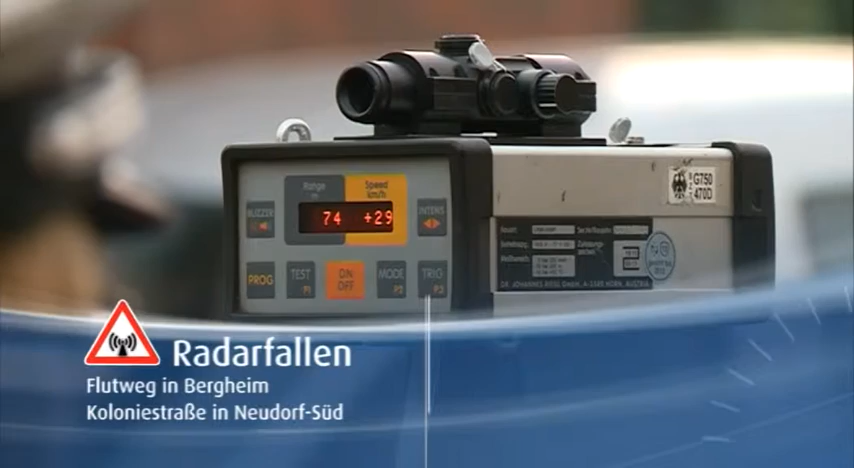 G750
470D
Range
m
Speed
km/h
BUZZER
74 +29
INTENS
PROG
TEST
P1
ON
OFF
MODE
P2
TRIG
P3
DR. JOHANNES RIEGL GmbH, A-3580 HORN, AUSTRIA
Radarfallen
Flutweg in Bergheim
Koloniestraße in Neudorf-Süd